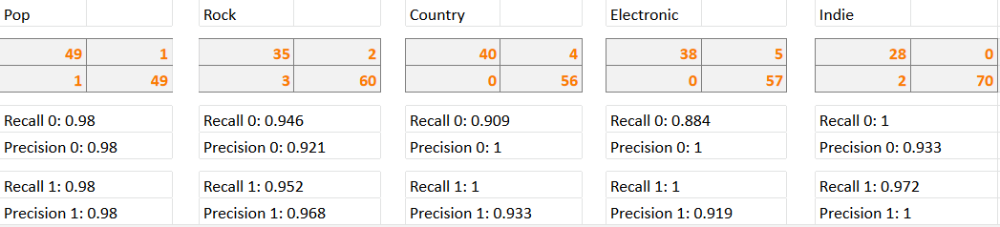 Pop Rock Country Electronic Indie
49 1 35 2 40 4 38 5 28 0
1 49 3 60 0 56 0 57 2 70
Recall 0: 0.98 Recall 0: 0.946 Recall 0: 0.909 Recall 0: 0.884 Recall 0: 1
Precision 0: 0.98 Precision 0: 0.921 Precision 0: 1 Precision 0: 1 Precision 0: 0.933
Recall 1: 0.98 Recall 1: 0.952 Recall 1: 1 Recall 1: 1 Recall 1: 0.972
Precision 1: 0.98 Precision 1: 0.968 Precision 1: 0.933 Precision 1: 0.919 Precision 1: 1